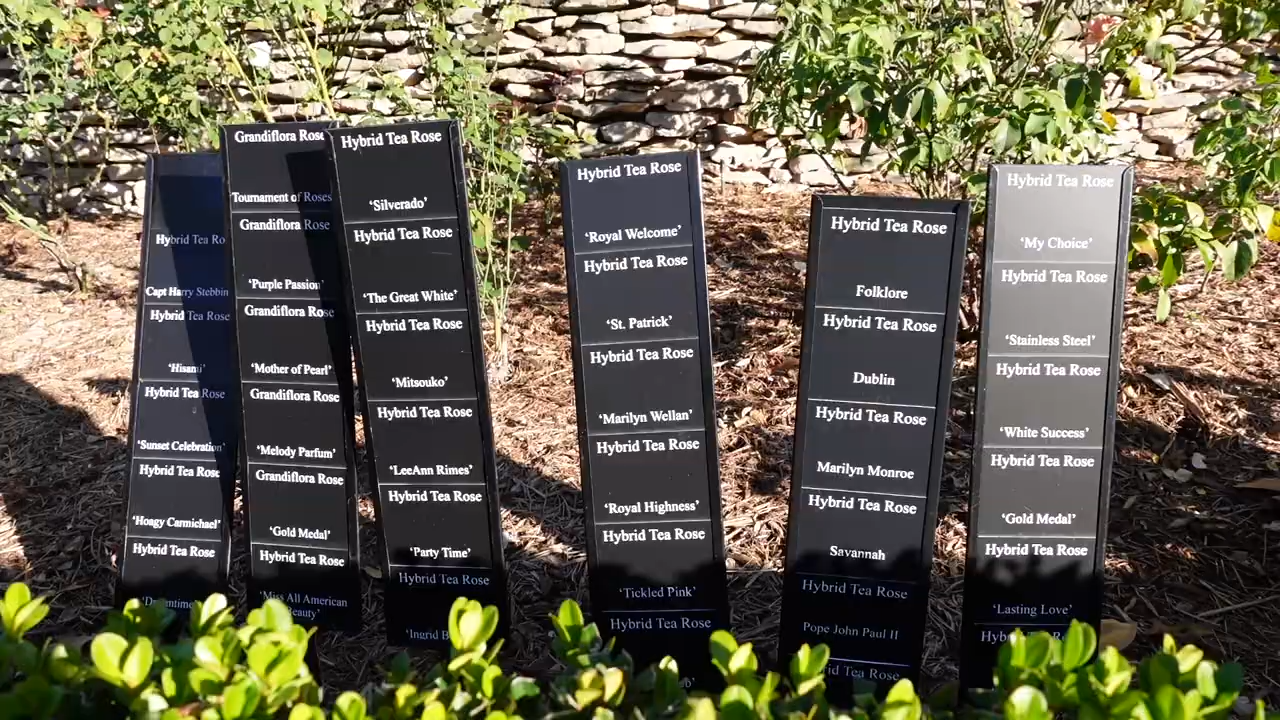 Hybrid Tea Ro
Capt Harry Stebbin
Hybrid Tea Rose
'Hisami'
Hybrid Tea Rose
'Sunset Celebration'
Hybrid Tea Rose
'Hoagy Carmichael'
Hybrid Tea Rose
Grandiflora Rose
Tournament of Roses
Grandiflora Rose
'Purple Passion'
Grandiflora Rose
'Mother of Pearl'
Grandiflora Rose
'Melody Parfum'
Grandiflora Rose
'Gold Medal'
Hybrid Tea Rose
'Miss All American
Beauty'
Hybrid Tea Rose
'Silverado'
Hybrid Tea Rose
'The Great White'
Hybrid Tea Rose
'Mitsouko'
Hybrid Tea Rose
'LeeAnn Rimes'
Hybrid Tea Rose
'Party Time'
Hybrid Tea Rose
'Ingrid B
Hybrid Tea Rose
'Royal Welcome'
Hybrid Tea Rose
'St. Patrick'
Hybrid Tea Rose
'Marilyn Wellan'
Hybrid Tea Rose
'Royal Highness'
Hybrid Tea Rose
'Tickled Pink'
Hybrid Tea Rose
Hybrid Tea Rose
Folklore
Hybrid Tea Rose
Dublin
Hybrid Tea Rose
Marilyn Monroe
Hybrid Tea Rose
Savannah
Hybrid Tea Rose
Pope John Paul II
id Tea Rose
Hybrid Tea Rose
'My Choice'
Hybrid Tea Rose
'Stainless Steel'
Hybrid Tea Rose
'White Success'
Hybrid Tea Rose
'Gold Medal'
Hybrid Tea Rose
'Lasting Love'
Rose